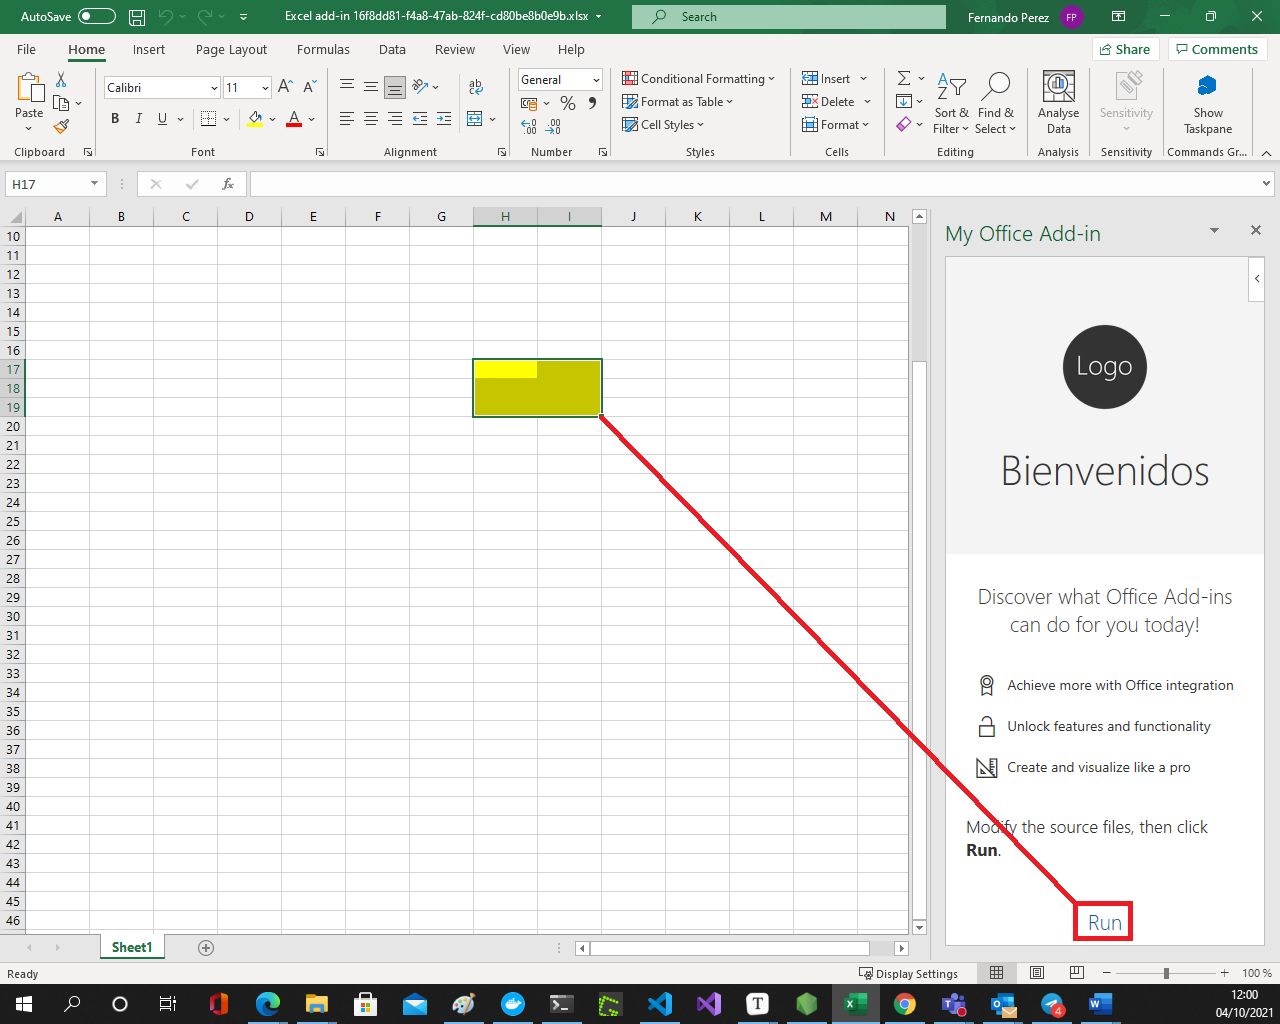 AutoSave
Excel add-in 16f8dd81-f4a8-47ab-824f-cd80be8b0e9b.xlsx
Search
Fernando Perez
FP
File Home Insert Page Layout Formulas Data Review View Help
Share
Comments
Paste
Clipboard
Calibri 11
B I U
A A
Font
Alignment
General
% 9
Number
Conditional Formatting
Format as Table
Cell Styles
Styles
Insert
Delete
Format
Cells
Sort &
Filter
Find &
Select
Editing
Analyse
Data
Analysis
Sensitivity
Sensitivity
Show
Taskpane
Commands Gr...
H17
fx
A B C D E F G H I J K L M N
10
11
12
13
14
15
16
17
18
19
20
21
22
23
24
25
26
27
28
29
30
31
32
33
34
35
36
37
38
39
40
41
42
43
44
45
46
My Office Add-in
Logo
Bienvenidos
Discover what Office Add-ins
can do for you today!
Achieve more with Office integration
Unlock features and functionality
Create and visualize like a pro
Modify the source files, then click
Run.
Run
Sheet1
Ready
Display Settings
100 %
12:00
04/10/2021